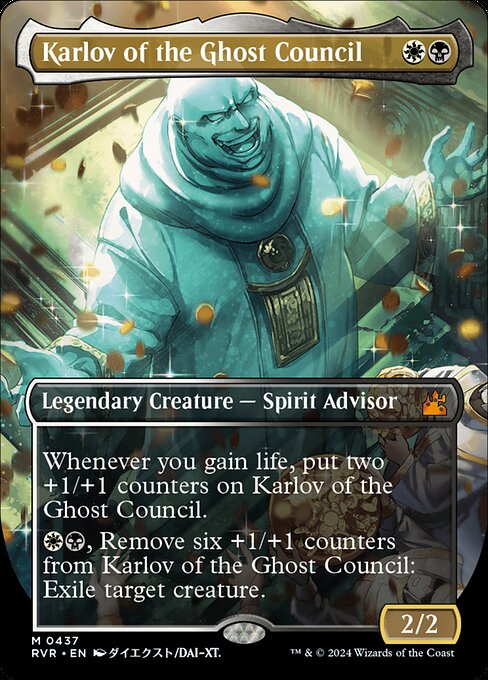 Karlov of the Ghost Council
Legendary Creature — Spirit Advisor
Whenever you gain life, put two
+1/+1 counters on Karlov of the
Ghost Council.
, Remove six +1/+1 counters
from Karlov of the Ghost Council:
Exile target creature.
2/2
M 0437
RVR • EN ダイエクスト/DAI-XT.
™ & © 2024 Wizards of the Coast